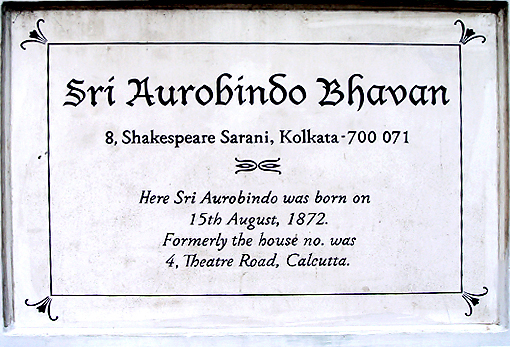 Sri Aurobindo Bhavan
8, Shakespeare Sarani, Kolkata-700 071
Here Sri Aurobindo was born on
15th August, 1872.
Formerly the house no. was
4, Theatre Road, Calcutta.